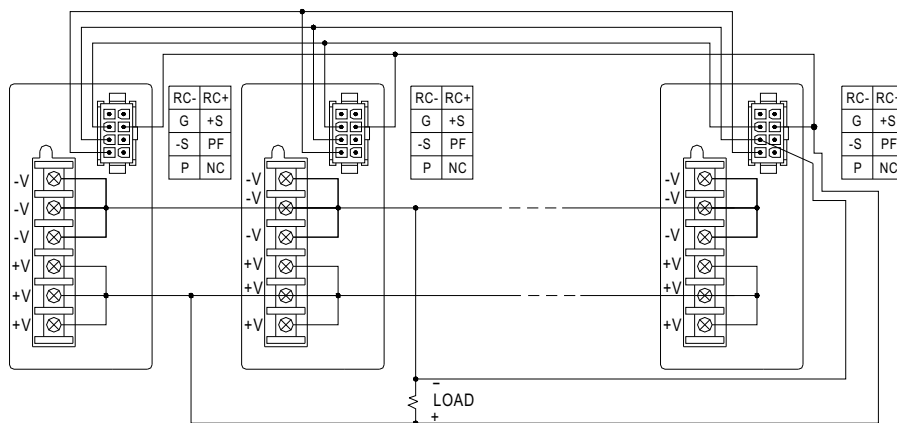 RC- RC+
G +S
-S PF
P NC
RC- RC+
G +S
-S PF
P NC
RC- RC+
G +S
-S PF
P NC
-V
-V
-V
+V
+V
+V
-V
-V
-V
+V
+V
+V
-V
-V
-V
+V
+V
+V
−
LOAD
+